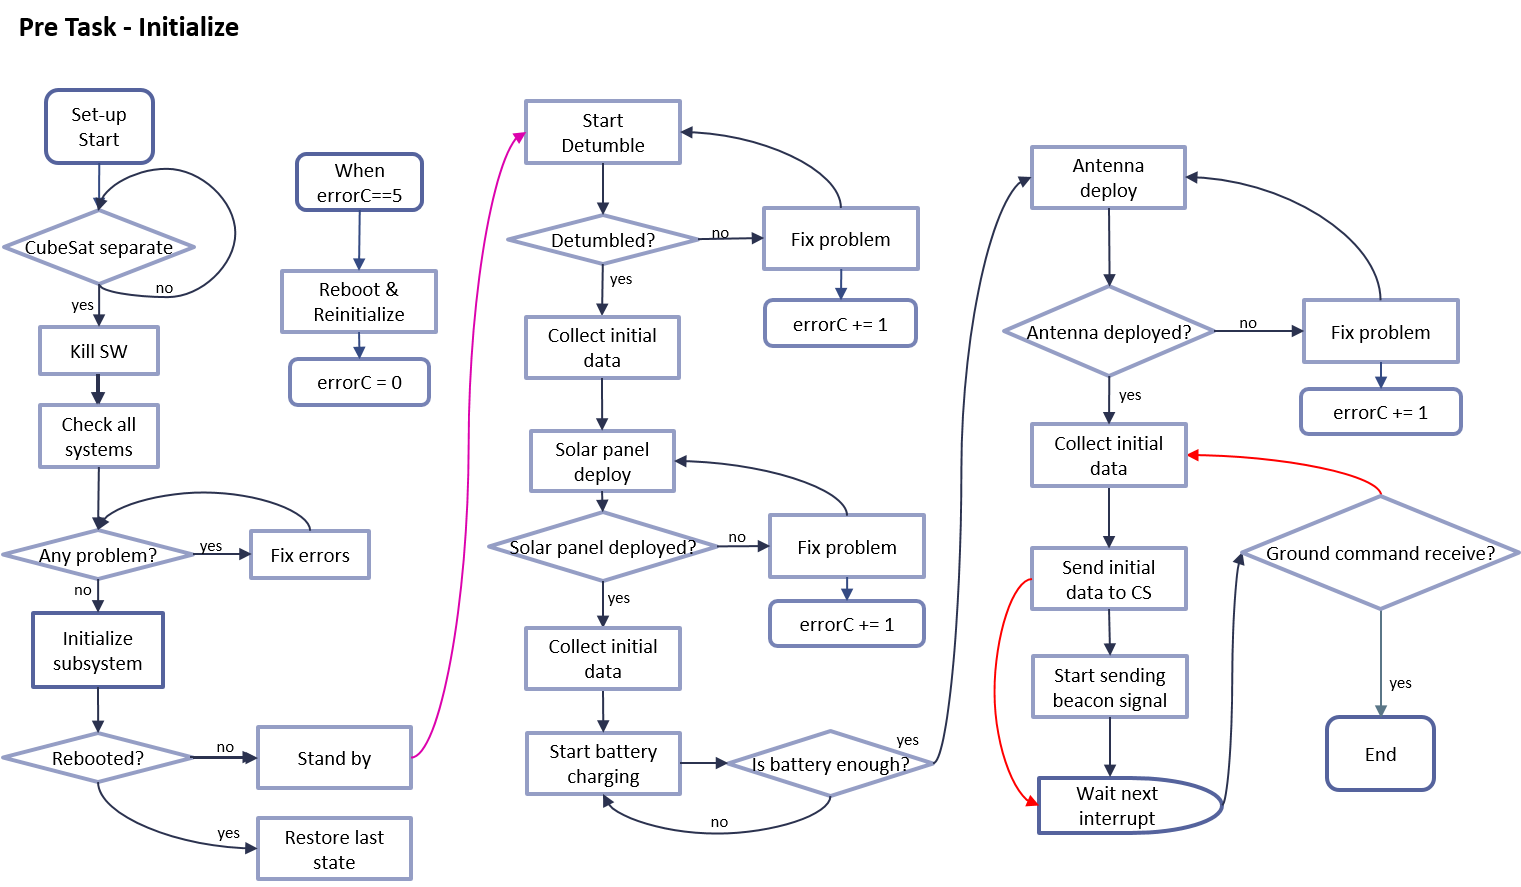 Pre Task - Initialize
Set-up
Start
CubeSat separate
no
yes
Kill SW
Check all
systems
Any problem?
yes
Fix errors
no
Initialize
subsystem
Rebooted?
no
Stand by
yes
Restore last
state
When
errorC==5
Reboot &
Reinitialize
errorC = 0
Start
Detumble
Detumbled?
no
Fix problem
errorC += 1
yes
Collect initial
data
Solar panel
deploy
Solar panel deployed?
no
Fix problem
errorC += 1
yes
Collect initial
data
Start battery
charging
Is battery enough?
yes
no
Antenna
deploy
Antenna deployed?
no
Fix problem
errorC += 1
yes
Collect initial
data
Send initial
data to CS
Start sending
beacon signal
Wait next
interrupt
Ground command receive?
yes
End